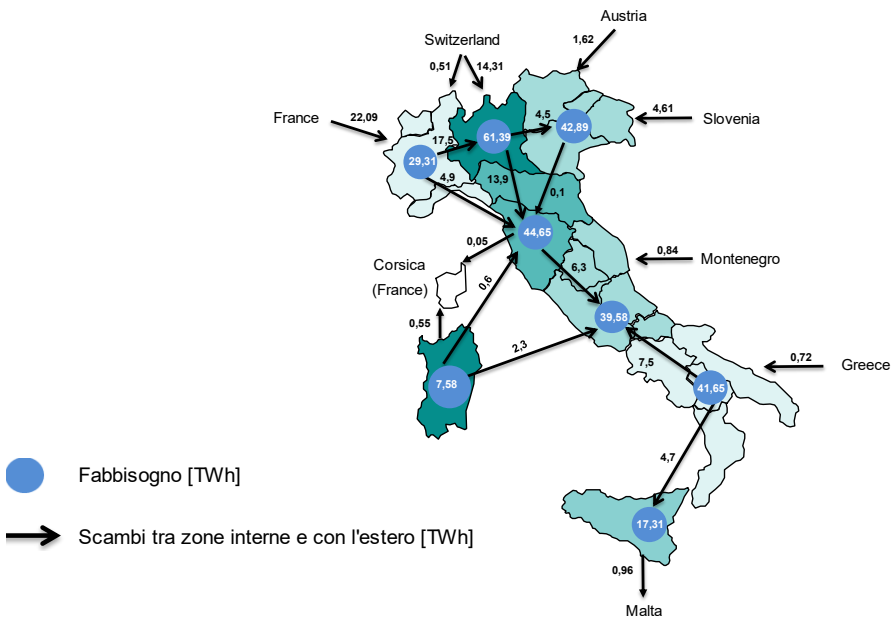 Austria
1,62
Switzerland
0,51
14,31
France
22,09
4,61
Slovenia
4,5
42,89
17,5
61,39
29,31
4,9
13,9
0,1
44,65
0,05
0,84
Montenegro
Corsica
(France)
6,3
0,6
0,55
39,58
2,3
7,5
0,72
Greece
7,58
41,65
4,7
Fabbisogno [TWh]
17,31
Scambi tra zone interne e con l'estero [TWh]
0,96
Malta